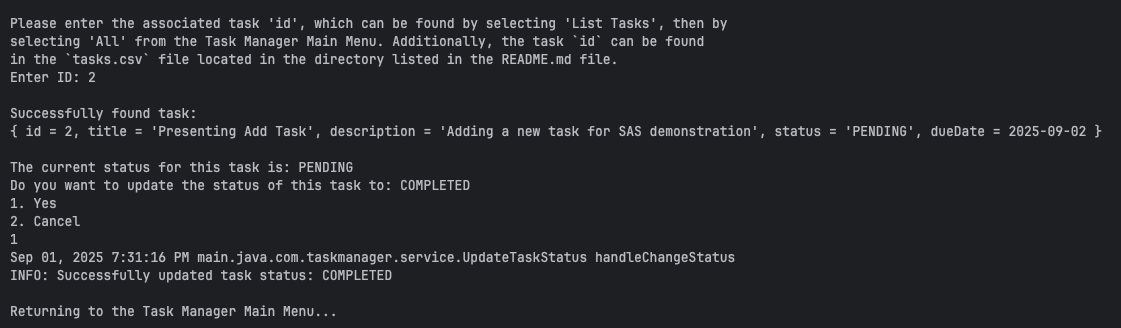 Please enter the associated task 'id', which can be found by selecting 'List Tasks', then by
selecting 'All' from the Task Manager Main Menu. Additionally, the task `id` can be found
in the `tasks.csv` file located in the directory listed in the README.md file.
Enter ID: 2
Successfully found task:
{ id = 2, title = 'Presenting Add Task', description = 'Adding a new task for SAS demonstration', status = 'PENDING', dueDate = 2025-09-02 }
The current status for this task is: PENDING
Do you want to update the status of this task to: COMPLETED
1. Yes
2. Cancel
1
Sep 01, 2025 7:31:16 PM main.java.com.taskmanager.service.UpdateTaskStatus handleChangeStatus
INFO: Successfully updated task status: COMPLETED
Returning to the Task Manager Main Menu...